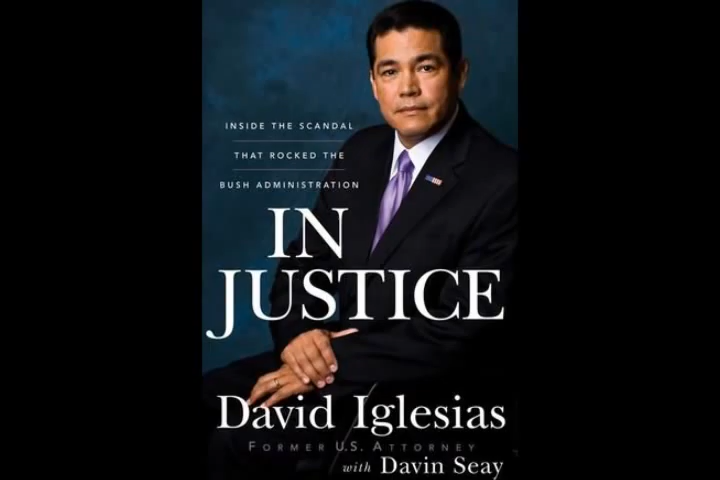 INSIDE THE SCANDAL
THAT ROCKED THE
BUSH ADMINISTRATION
IN
JUSTICE
David Iglesias
FORMER U.S. ATTORNEY
with Davin Seay